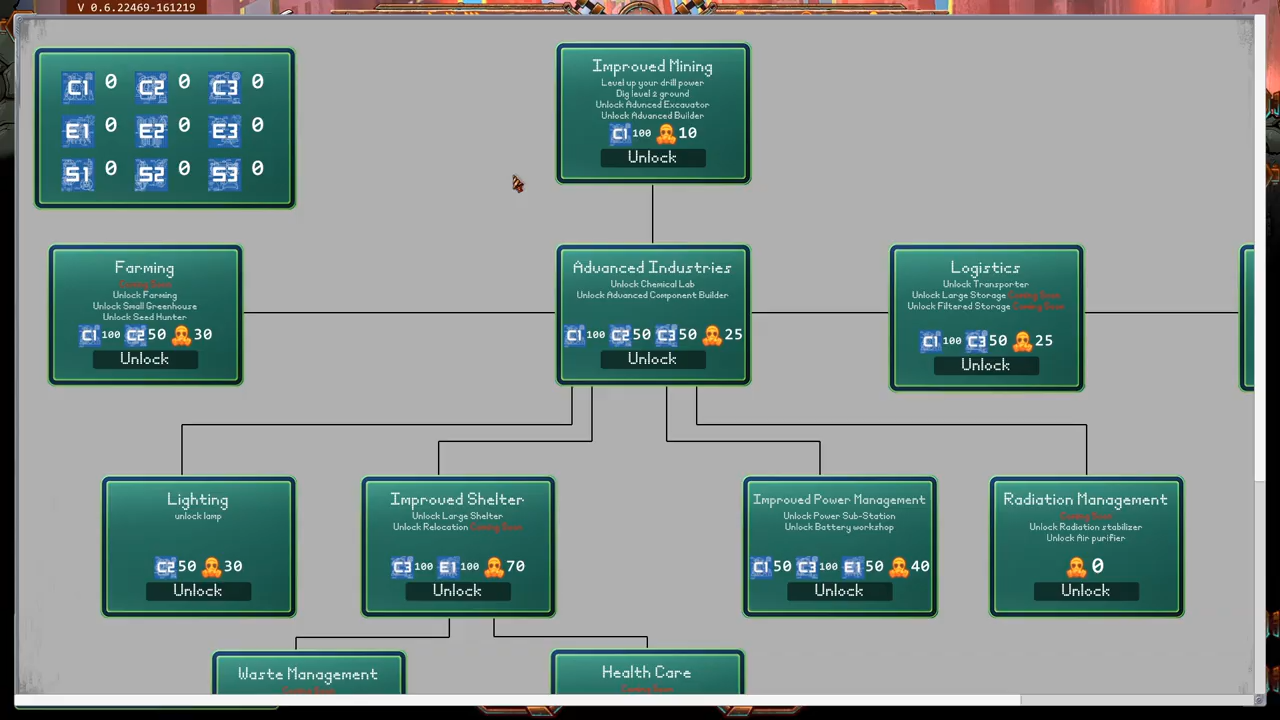 V 0.6.22469-161219
C1 0 C2 0 C3 0
E1 0 E2 0 E3 0
S1 0 S2 0 S3 0
Improved Mining
Level up your drill power
Dig level 2 ground
Unlock Advnced Excavator
Unlock Advanced Builder
C1 100 10
Unlock
Farming
Coming Soon
Unlock Farming
Unlock Small Greenhouse
Unlock Seed Hunter
C1 100 C2 50 30
Unlock
Advanced Industries
Unlock Chemical Lab
Unlock Advanced Component Builder
C1 100 C2 50 C3 50 25
Unlock
Logistics
Unlock Transporter
Unlock Large Storage Coming Soon
Unlock Filtered Storage Coming Soon
C1 100 C3 50 25
Unlock
Lighting
unlock lamp
C2 50 30
Unlock
Improved Shelter
Unlock Large Shelter
Unlock Relocation Coming Soon
C3 100 E1 100 70
Unlock
Improved Power Management
Unlock Power Sub-Station
Unlock Battery workshop
C1 50 C3 100 E1 50 40
Unlock
Radiation Management
Coming Soon
Unlock Radiation stabilizer
Unlock Air purifier
0
Unlock
Waste Management
Coming Soon
Health Care
Coming Soon